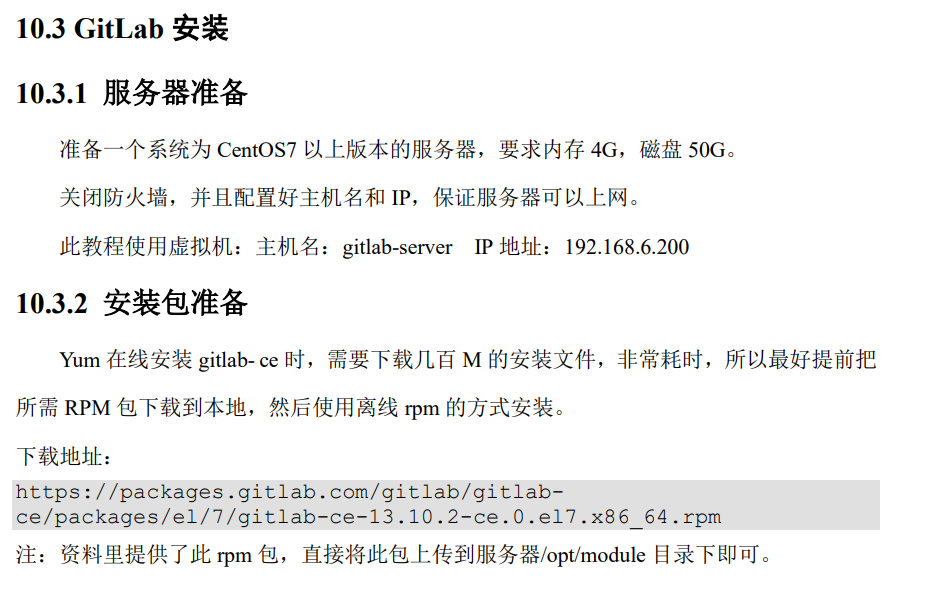 10.3 GitLab 安装
10.3.1 服务器准备
准备一个系统为 CentOS7 以上版本的服务器，要求内存 4G，磁盘 50G。
关闭防火墙，并且配置好主机名和 IP，保证服务器可以上网。
此教程使用虚拟机：主机名：gitlab-server IP 地址：192.168.6.200
10.3.2 安装包准备
Yum 在线安装 gitlab- ce 时，需要下载几百 M 的安装文件，非常耗时，所以最好提前把
所需 RPM 包下载到本地，然后使用离线 rpm 的方式安装。
下载地址：
https://packages.gitlab.com/gitlab/gitlab-
ce/packages/el/7/gitlab-ce-13.10.2-ce.0.el7.x86_64.rpm
注：资料里提供了此 rpm 包，直接将此包上传到服务器/opt/module 目录下即可。